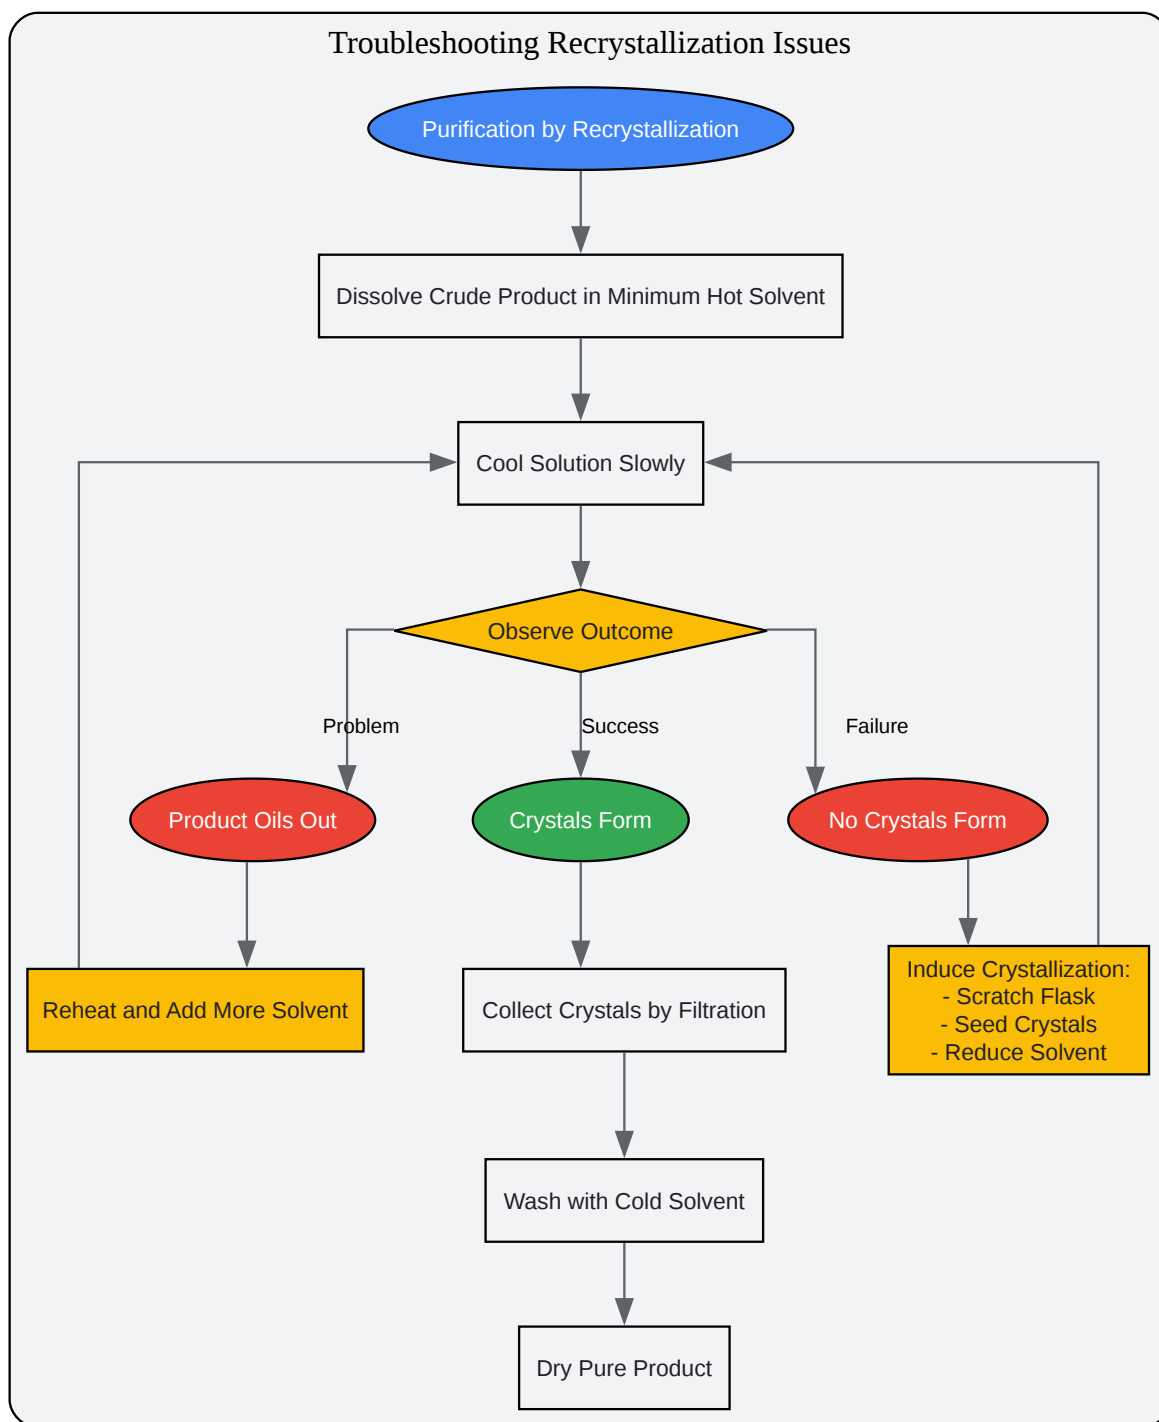 Troubleshooting Recrystallization Issues
Purification by Recrystallization
Dissolve Crude Product in Minimum Hot Solvent
Cool Solution Slowly
Observe Outcome
Problem
Success
Failure
Product Oils Out
Crystals Form
No Crystals Form
Reheat and Add More Solvent
Collect Crystals by Filtration
Induce Crystallization:
- Scratch Flask
- Seed Crystals
- Reduce Solvent
Wash with Cold Solvent
Dry Pure Product